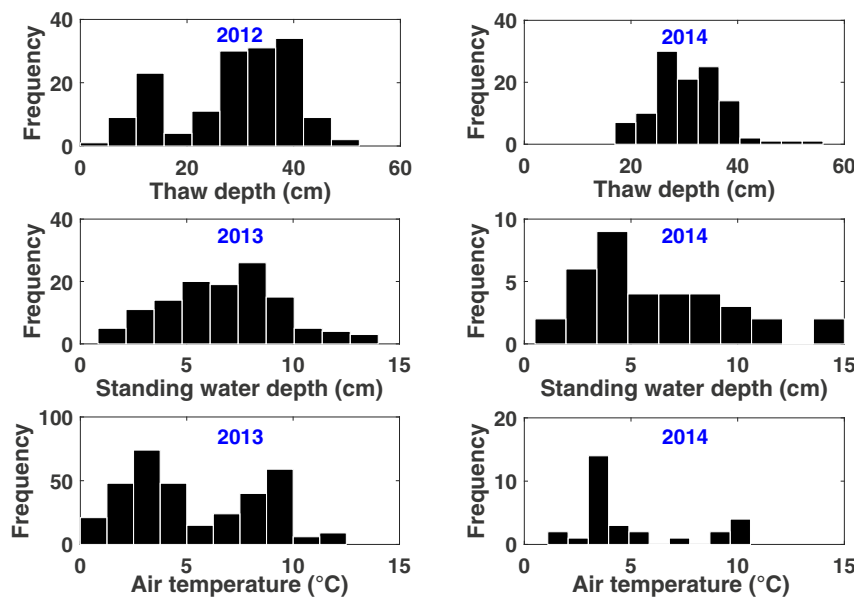 2012
40
20
0
Frequency
0 20 40 60
Thaw depth (cm)
2014
40
20
0
Frequency
0 20 40 60
Thaw depth (cm)
2013
40
20
0
Frequency
0 5 10 15
Standing water depth (cm)
2014
10
5
0
Frequency
0 5 10 15
Standing water depth (cm)
2013
100
50
0
Frequency
0 5 10 15
Air temperature (°C)
2014
20
10
0
Frequency
0 5 10 15
Air temperature (°C)